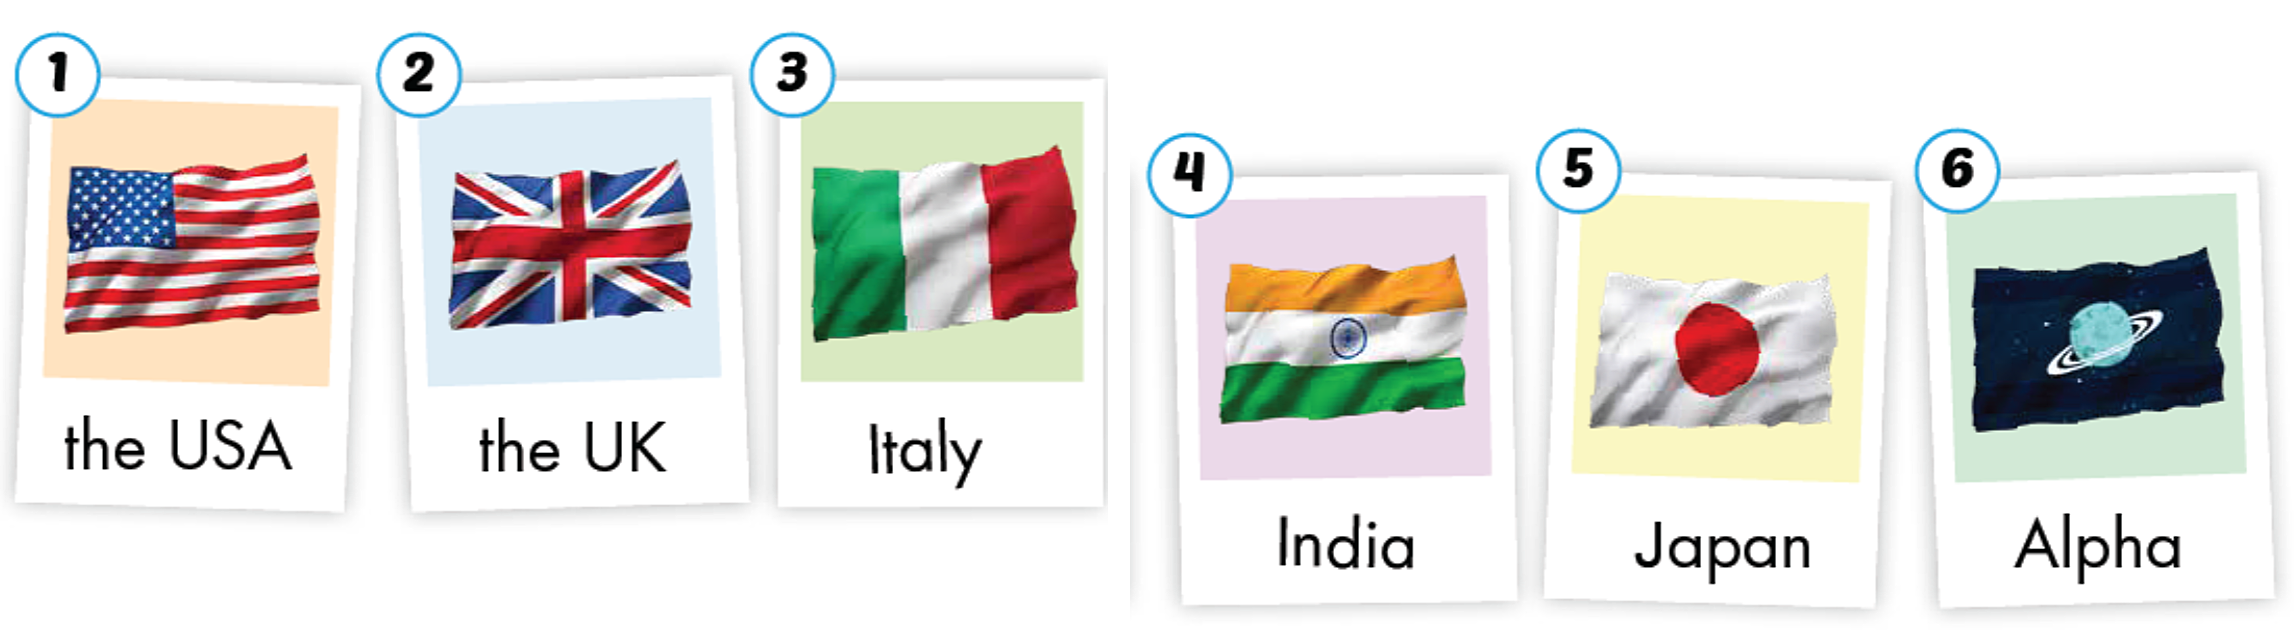 1
the USA
2
the UK
3
Italy
4
India
5
Japan
6
Alpha